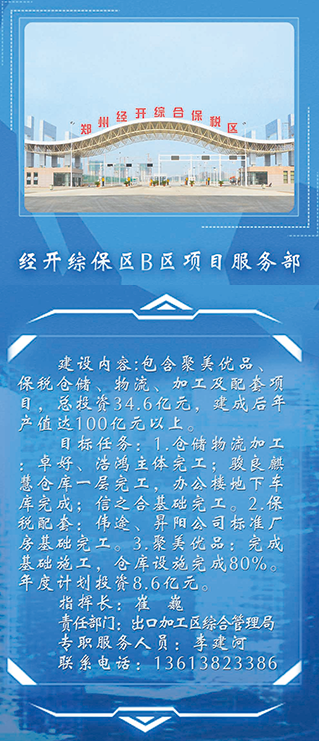 郑州经开综合保税区
经开综保区B区项目服务部
建设内容:包含聚美优品、
保税仓储、物流、加工及配套项
目，总投资34.6亿元，建成后年
产值达100亿元以上。
目标任务：1.仓储物流加工
：卓好、浩鸿主体完工；骏良麒
慧仓库一层完工，办公楼地下车
库完成；信之合基础完工。2.保
税配套：伟途、昇阳公司标准厂
房基础完工。3.聚美优品：完成
基础施工，仓库设施完成80%。
年度计划投资8.6亿元。
指挥长：崔 巍
责任部门：出口加工区综合管理局
专职服务人员：李建河
联系电话：13613823386